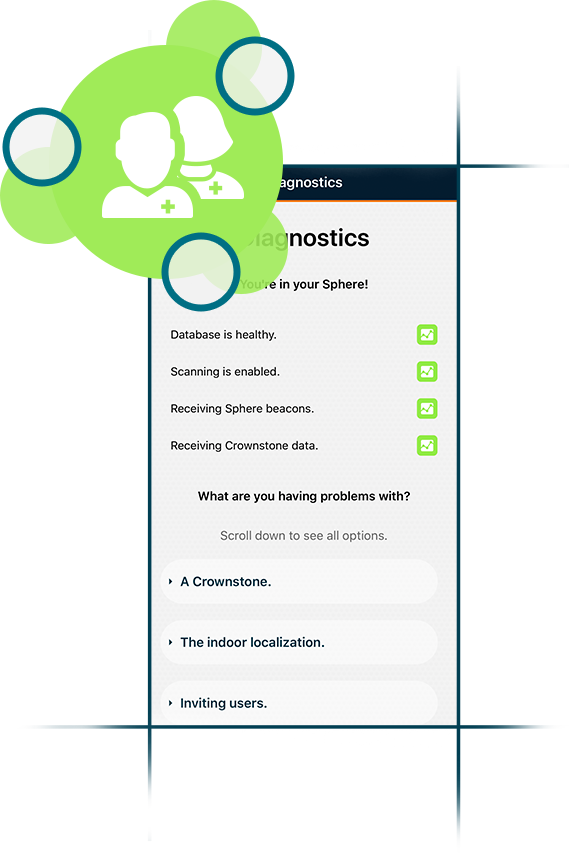 agnostics
Diagnostics
You're in your Sphere!
Database is healthy.
Scanning is enabled.
Receiving Sphere beacons.
Receiving Crownstone data.
What are you having problems with?
Scroll down to see all options.
A Crownstone.
The indoor localization.
Inviting users.